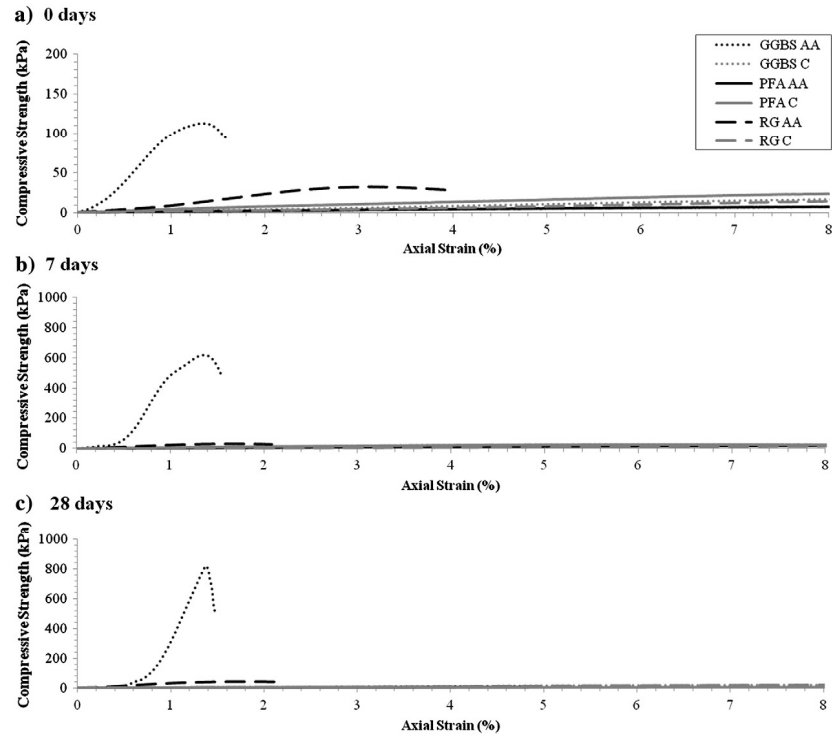 a) 0 days
Compressive Strength (kPa)
200
150
100
50
0
0 1 2 3 4 5 6 7 8
Axial Strain (%)
GGBS AA
GGBS C
PFA AA
PFA C
RG AA
RG C
b) 7 days
Compressive Strength (kPa)
1000
800
600
400
200
0
0 1 2 3 4 5 6 7 8
Axial Strain (%)
c) 28 days
Compressive Strength (kPa)
1000
800
600
400
200
0
0 1 2 3 4 5 6 7 8
Axial Strain (%)